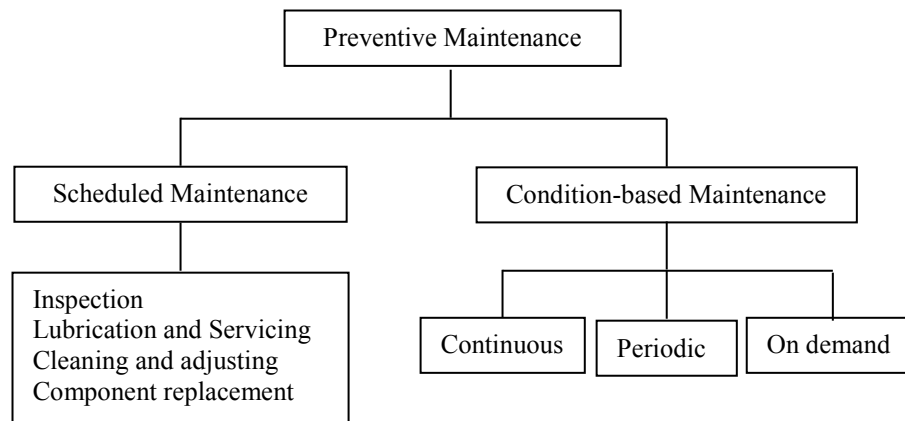 Preventive Maintenance
Scheduled Maintenance
Condition-based Maintenance
Inspection
Lubrication and Servicing
Cleaning and adjusting
Component replacement
Continuous
Periodic
On demand